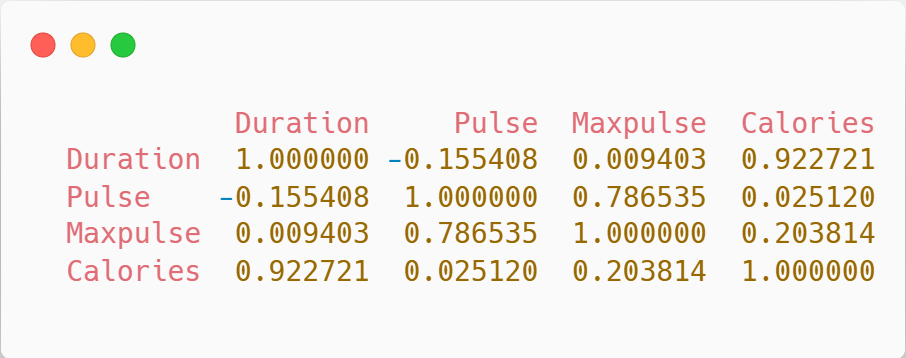 Duration Pulse Maxpulse Calories
Duration 1.000000 -0.155408 0.009403 0.922721
Pulse -0.155408 1.000000 0.786535 0.025120
Maxpulse 0.009403 0.786535 1.000000 0.203814
Calories 0.922721 0.025120 0.203814 1.000000